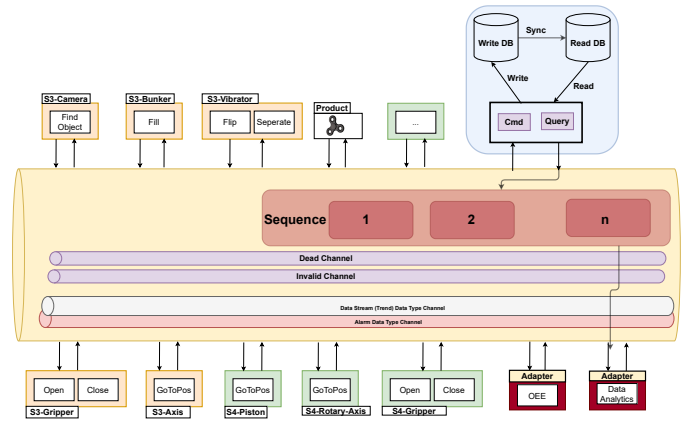 Write DB
Sync
Read DB
Write
Read
Cmd
Query
S3-Camera
Find
Object
S3-Bunker
Fill
S3-Vibrator
Flip
Seperate
Product
...
Sequence
1
2
n
Dead Channel
Invalid Channel
Data Stream (Trend) Data Type Channel
Alarm Data Type Channel
Open
Close
S3-Gripper
GoToPos
S3-Axis
GoToPos
S4-Piston
GoToPos
S4-Rotary-Axis
Open
Close
S4-Gripper
Adapter
OEE
Adapter
Data
Analytics